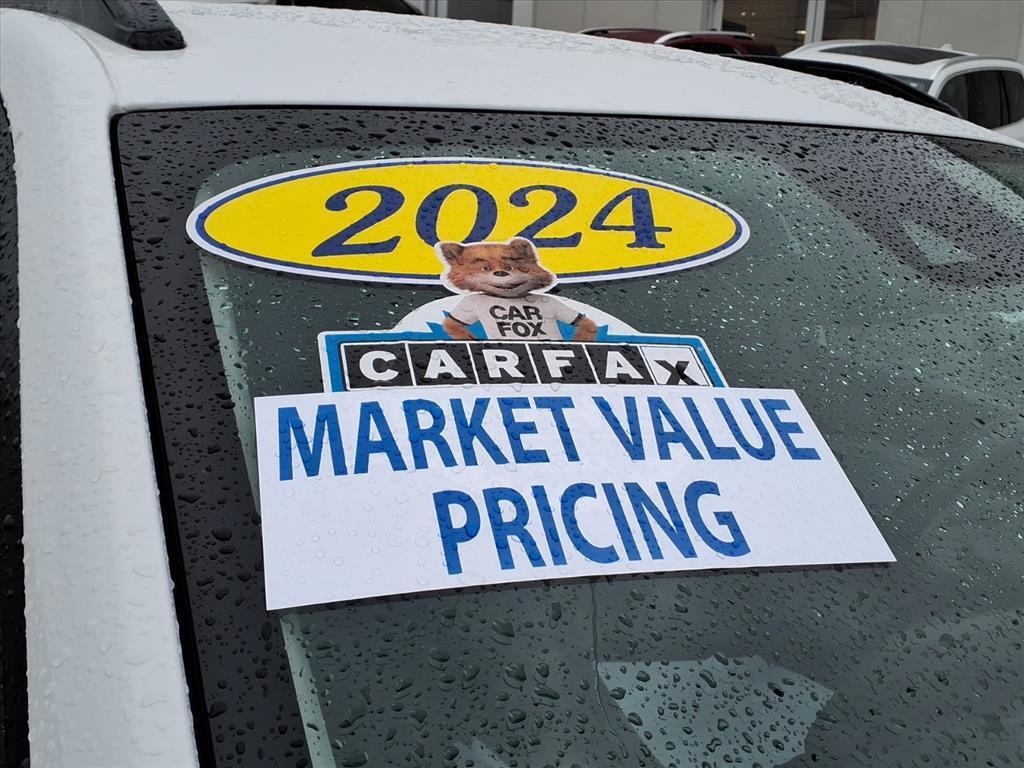 2024
CAR
FOX
CARFAX
MARKET VALUE
PRICING